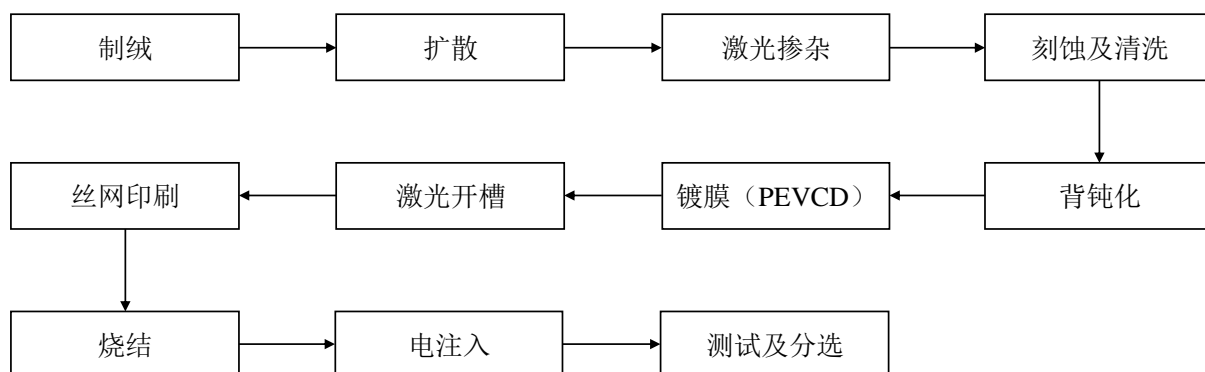 制绒
扩散
激光掺杂
刻蚀及清洗
丝网印刷
激光开槽
镀膜（PEVCD）
背钝化
烧结
电注入
测试及分选